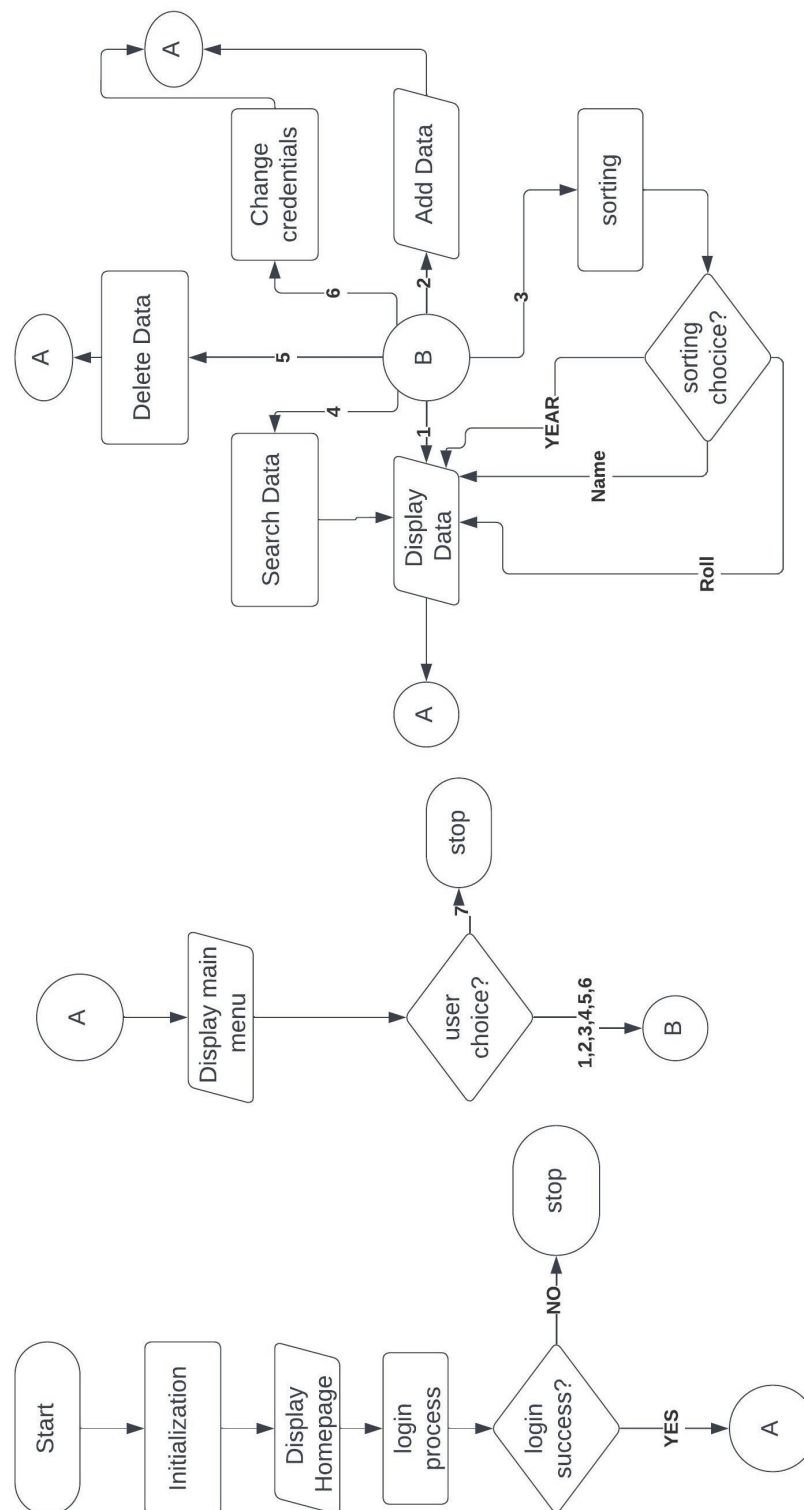 Start
Initialization
Display
Homepage
login
process
login
success?
NO
stop
YES
A
A
Display main
menu
user
choice?
7
stop
1,2,3,4,5,6
B
A
Delete Data
A
Search Data
Change
credentials
4
5
6
A
Display
Data
1
B
2
Add Data
3
YEAR
Name
Roll
sorting
sorting
chocice?